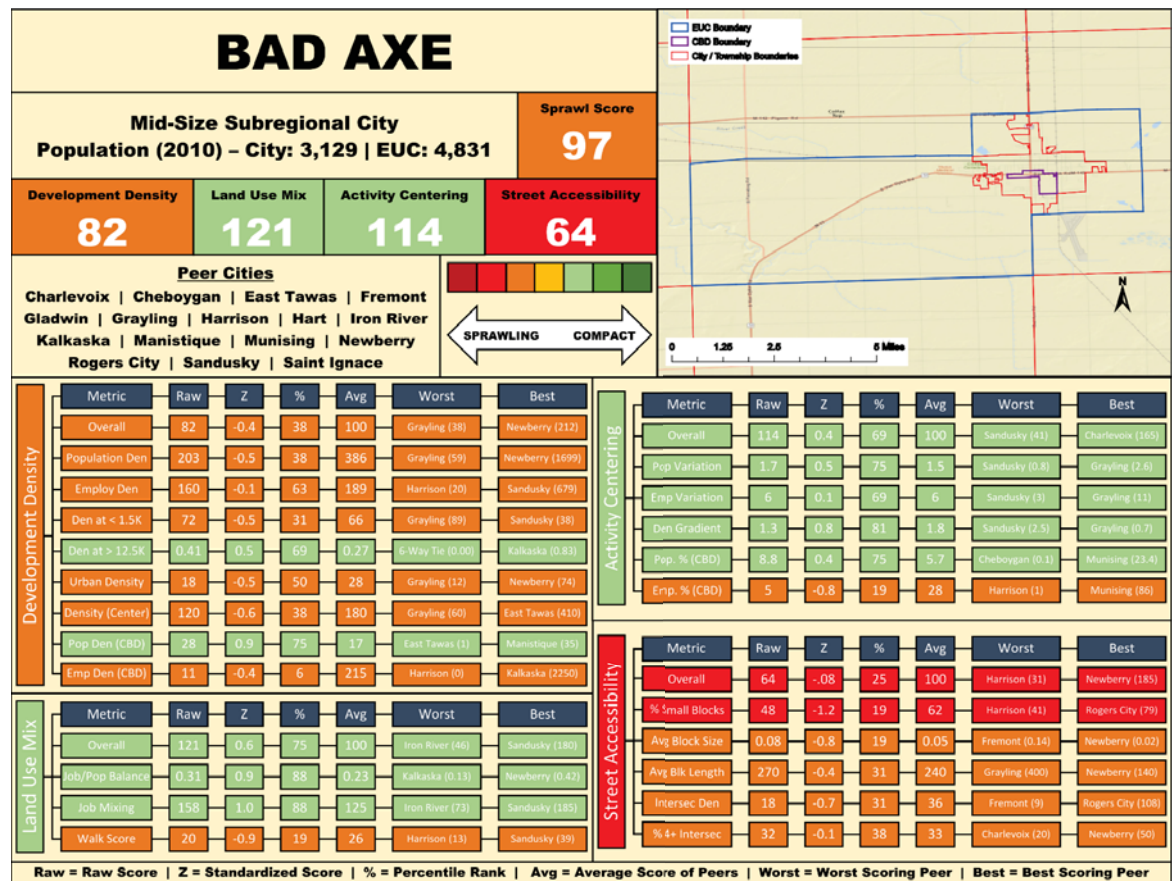 BAD AXE
Mid-Size Subregional City
Population (2010) – City: 3,129 | EUC: 4,831
Sprawl Score
97
Development Density
82
Land Use Mix
121
Activity Centering
114
Street Accessibility
64
Peer Cities
Charlevoix | Cheboygan | East Tawas | Fremont
Gladwin | Grayling | Harrison | Hart | Iron River
Kalkaska | Manistique | Munising | Newberry
Rogers City | Sandusky | Saint Ignace
SPRAWLING COMPACT
EUC Boundary
CBD Boundary
City / Township Boundaries
N
0 1.25 2.5 5 Miles
Development Density
Metric Raw Z % Avg Worst Best
Overall 82 -0.4 38 100 Grayling (38) Newberry (212)
Population Den 203 -0.5 38 386 Grayling (59) Newberry (1699)
Employ Den 160 -0.1 63 189 Harrison (20) Sandusky (679)
Den at < 1.5K 72 -0.5 31 66 Grayling (89) Sandusky (38)
Den at > 12.5K 0.41 0.5 69 0.27 6-Way Tie (0.00) Kalkaska (0.83)
Urban Density 18 -0.5 50 28 Grayling (12) Newberry (74)
Density (Center) 120 -0.6 38 180 Grayling (60) East Tawas (410)
Pop Den (CBD) 28 0.9 75 17 East Tawas (1) Manistique (35)
Emp Den (CBD) 11 -0.4 6 215 Harrison (0) Kalkaska (2250)
Land Use Mix
Metric Raw Z % Avg Worst Best
Overall 121 0.6 75 100 Iron River (46) Sandusky (180)
Job/Pop Balance 0.31 0.9 88 0.23 Kalkaska (0.13) Newberry (0.42)
Job Mixing 158 1.0 88 125 Iron River (73) Sandusky (185)
Walk Score 20 -0.9 19 26 Harrison (13) Sandusky (39)
Activity Centering
Metric Raw Z % Avg Worst Best
Overall 114 0.4 69 100 Sandusky (41) Charlevoix (165)
Pop Variation 1.7 0.5 75 1.5 Sandusky (0.8) Grayling (2.6)
Emp Variation 6 0.1 69 6 Sandusky (3) Grayling (11)
Den Gradient 1.3 0.8 81 1.8 Sandusky (2.5) Grayling (0.7)
Pop. % (CBD) 8.8 0.4 75 5.7 Cheboygan (0.1) Munising (23.4)
Emp. % (CBD) 5 -0.8 19 28 Harrison (1) Munising (86)
Street Accessibility
Metric Raw Z % Avg Worst Best
Overall 64 -.08 25 100 Harrison (31) Newberry (185)
% Small Blocks 48 -1.2 19 62 Harrison (41) Rogers City (79)
Avg Block Size 0.08 -0.8 19 0.05 Fremont (0.14) Newberry (0.02)
Avg Blk Length 270 -0.4 31 240 Grayling (400) Newberry (140)
Intersec Den 18 -0.7 31 36 Fremont (9) Rogers City (108)
% 4+ Intersec 32 -0.1 38 33 Charlevoix (20) Newberry (50)
Raw = Raw Score | Z = Standardized Score | % = Percentile Rank | Avg = Average Score of Peers | Worst = Worst Scoring Peer | Best = Best Scoring Peer